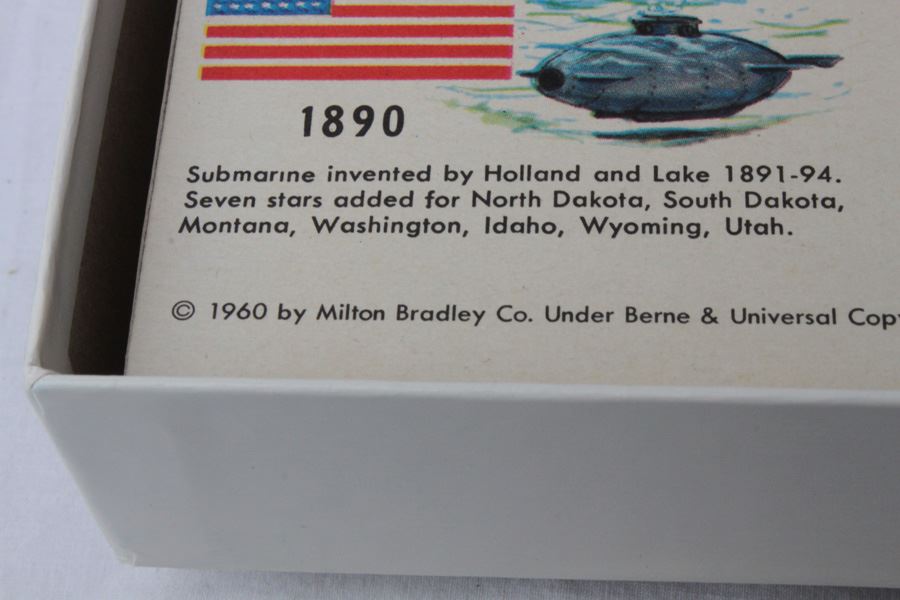 1890
Submarine invented by Holland and Lake 1891-94.
Seven stars added for North Dakota, South Dakota,
Montana, Washington, Idaho, Wyoming, Utah.
© 1960 by Milton Bradley Co. Under Berne & Universal